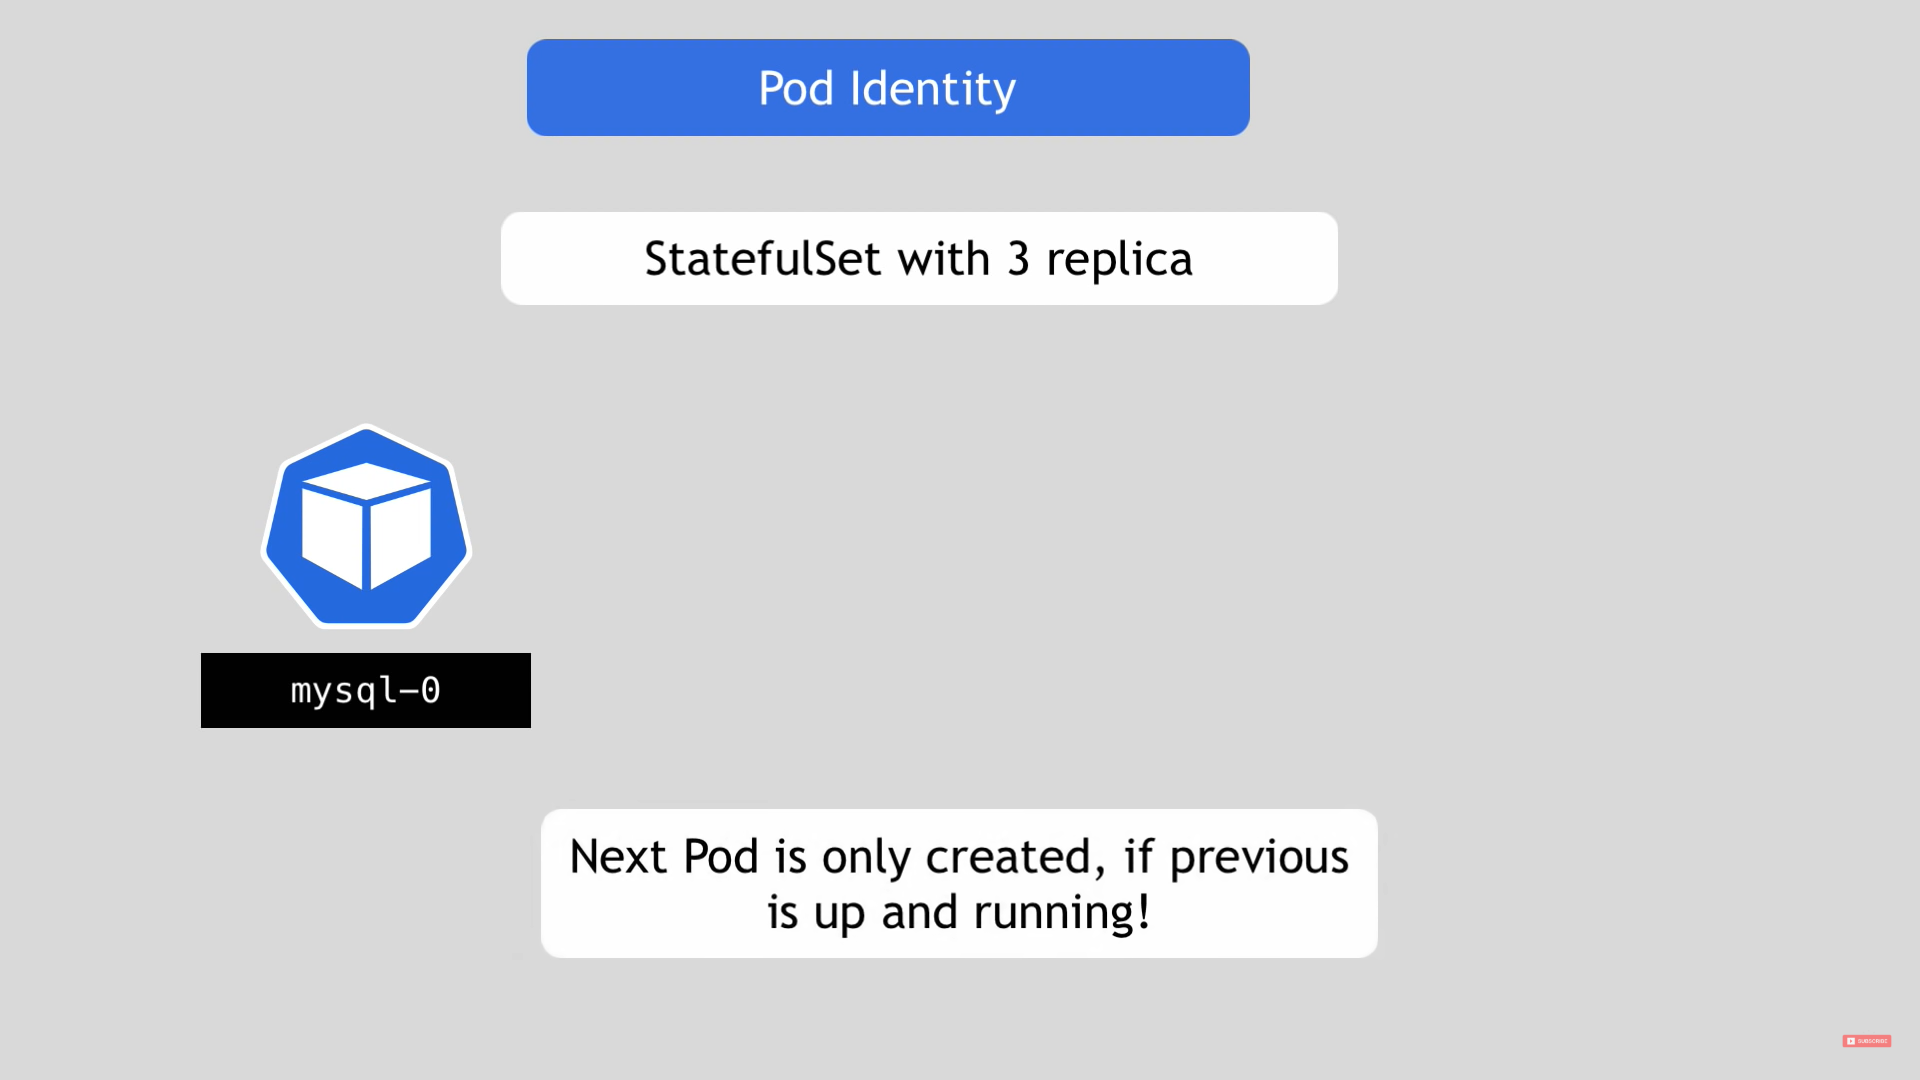 Pod Identity
StatefulSet with 3 replica
mysql-0
Next Pod is only created, if previous
is up and running!
SUBSCRIBE